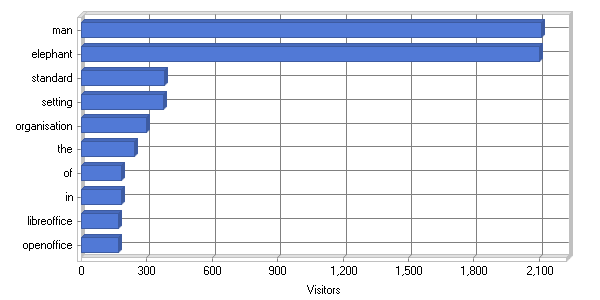 man
elephant
standard
setting
organisation
the
of
in
libreoffice
openoffice
0 300 600 900 1,200 1,500 1,800 2,100
Visitors